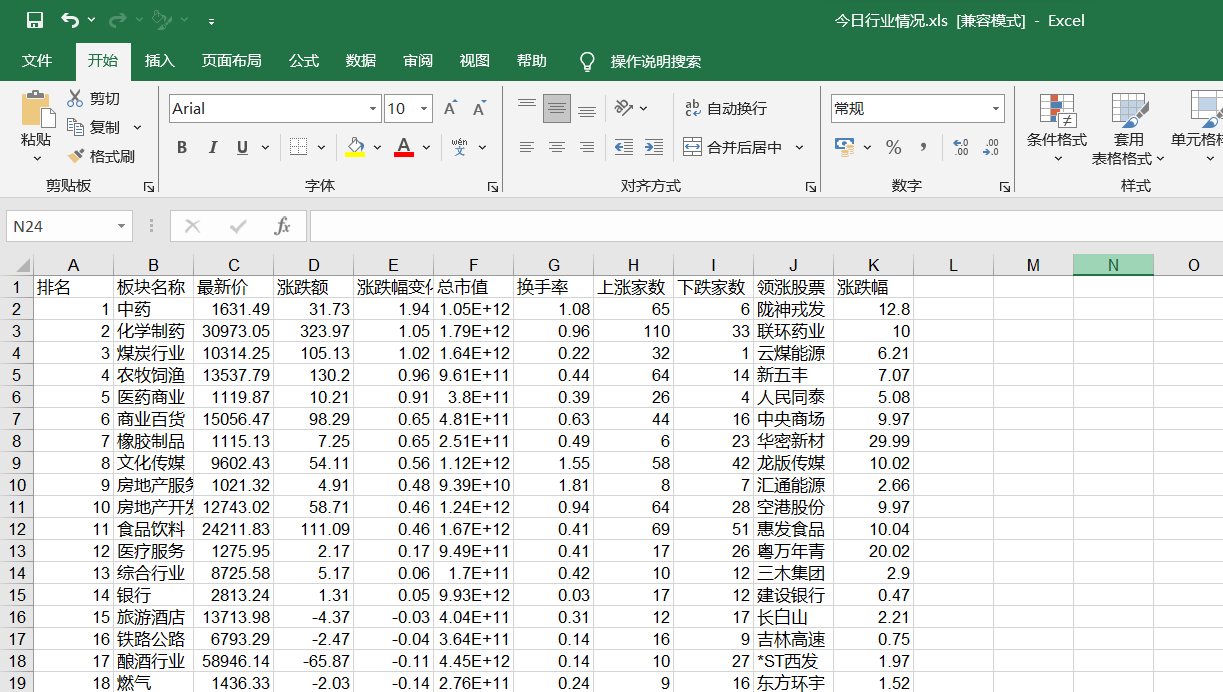 今日行业情况.xls [兼容模式] - Excel
文件 开始 插入 页面布局 公式 数据 审阅 视图 帮助 操作说明搜索
剪切
Arial 10 A A ab c 自动换行 常规
粘贴 复制 条件格式 套用 单元格样
格式刷 B I U A wén 文 合并后居中 % , 表格格式
剪贴板 字体 对齐方式 数字 样式
N24 fx
A B C D E F G H I J K L M N O
1 排名 板块名称 最新价 涨跌额 涨跌幅变化 总市值 换手率 上涨家数 下跌家数 领涨股票 涨跌幅
2 1 中药 1631.49 31.73 1.94 1.05E+12 1.08 65 6 陇神戎发 12.8
3 2 化学制药 30973.05 323.97 1.05 1.79E+12 0.96 110 33 联环药业 10
4 3 煤炭行业 10314.25 105.13 1.02 1.64E+12 0.22 32 1 云煤能源 6.21
5 4 农牧饲渔 13537.79 130.2 0.96 9.61E+11 0.44 64 14 新五丰 7.07
6 5 医药商业 1119.87 10.21 0.91 3.8E+11 0.39 26 4 人民同泰 5.08
7 6 商业百货 15056.47 98.29 0.65 4.81E+11 0.63 44 16 中央商场 9.97
8 7 橡胶制品 1115.13 7.25 0.65 2.51E+11 0.49 6 23 华密新材 29.99
9 8 文化传媒 9602.43 54.11 0.56 1.12E+12 1.55 58 42 龙版传媒 10.02
10 9 房地产服务 1021.32 4.91 0.48 9.39E+10 1.81 8 7 汇通能源 2.66
11 10 房地产开发 12743.02 58.71 0.46 1.24E+12 0.94 64 28 空港股份 9.97
12 11 食品饮料 24211.83 111.09 0.46 1.67E+12 0.41 69 51 惠发食品 10.04
13 12 医疗服务 1275.95 2.17 0.17 9.49E+11 0.41 17 26 粤万年青 20.02
14 13 综合行业 8725.58 5.17 0.06 1.7E+11 0.42 10 12 三木集团 2.9
15 14 银行 2813.24 1.31 0.05 9.93E+12 0.03 17 12 建设银行 0.47
16 15 旅游酒店 13713.98 -4.37 -0.03 4.04E+11 0.31 12 17 长白山 2.21
17 16 铁路公路 6793.29 -2.47 -0.04 3.64E+11 0.14 16 9 吉林高速 0.75
18 17 酿酒行业 58946.14 -65.87 -0.11 4.45E+12 0.14 10 27 *ST西发 1.97
19 18 燃气 1436.33 -2.03 -0.14 2.76E+11 0.24 9 16 东方环宇 1.52